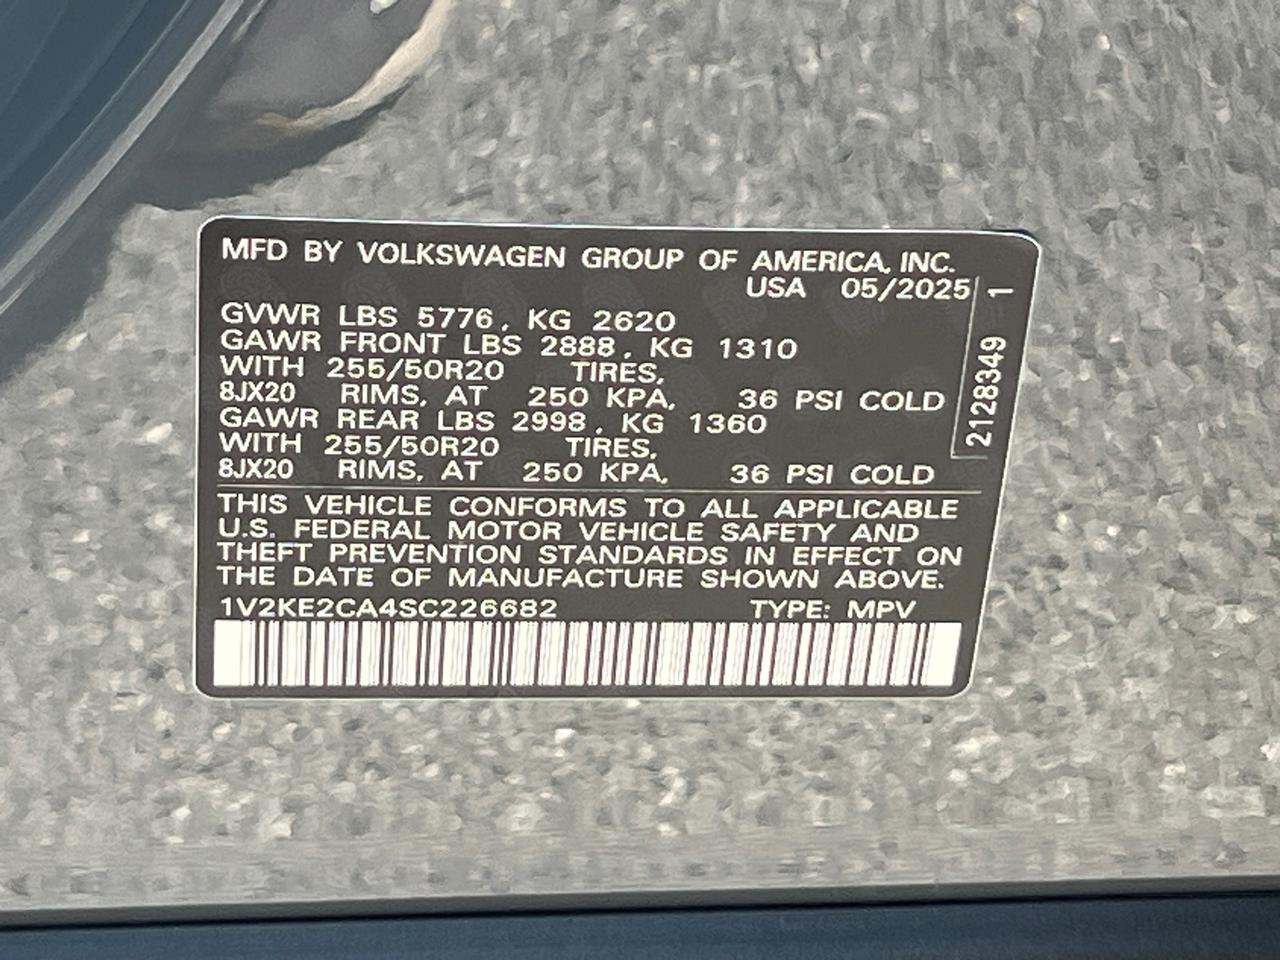 MFD BY VOLKSWAGEN GROUP OF AMERICA, INC.
USA 05/2025
GVWR LBS 5776, KG 2620
GAWR FRONT LBS 2888, KG 1310
WITH 255/50R20 TIRES,
8JX20 RIMS, AT 250 KPA, 36 PSI COLD
GAWR REAR LBS 2998, KG 1360
WITH 255/50R20 TIRES,
8JX20 RIMS, AT 250 KPA, 36 PSI COLD
THIS VEHICLE CONFORMS TO ALL APPLICABLE
U.S. FEDERAL MOTOR VEHICLE SAFETY AND
THEFT PREVENTION STANDARDS IN EFFECT ON
THE DATE OF MANUFACTURE SHOWN ABOVE.
1V2KE2CA4SC226682 TYPE: MPV
2128349 1